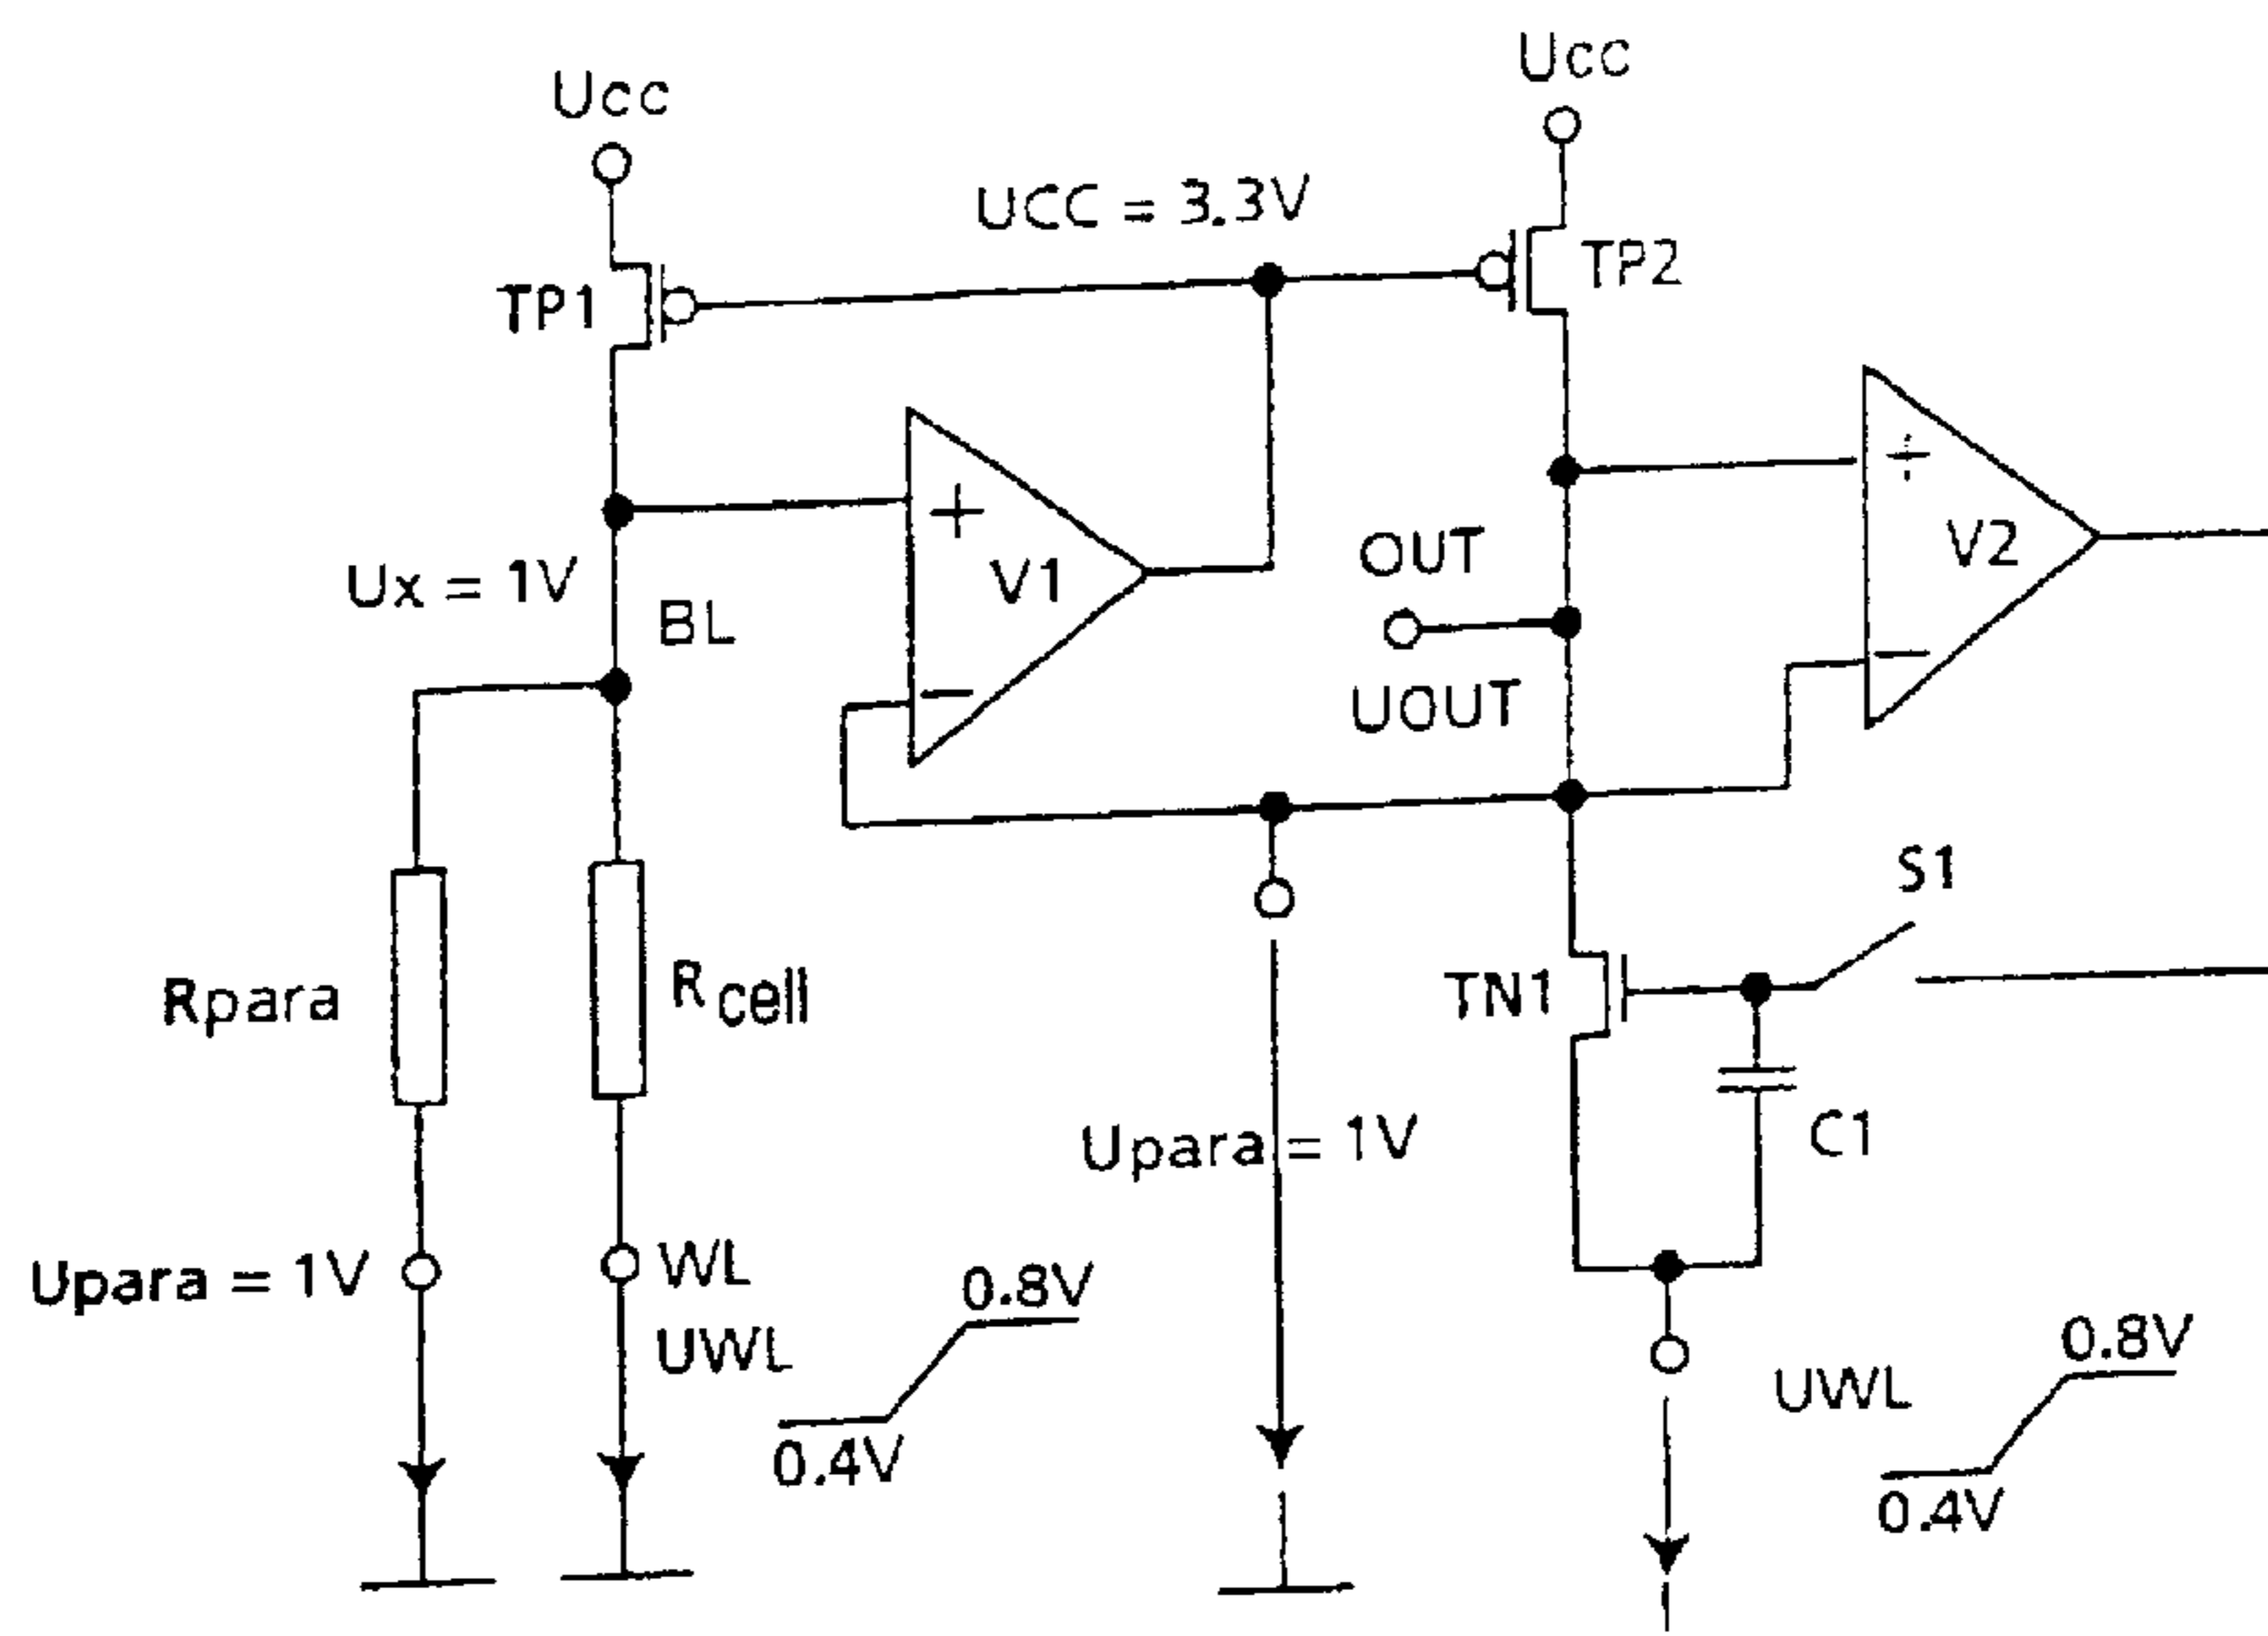 Ucc
Ucc
UCC = 3.3V
TP1
TP2
+
÷
V1
V2
Ux = 1V
BL
OUT
UOUT
−
−
S1
Rpara
Rcell
TN1
C1
Upara = 1V
Upara = 1V
WL
UWL
0.8V
0.4V
UWL
0.8V
0.4V